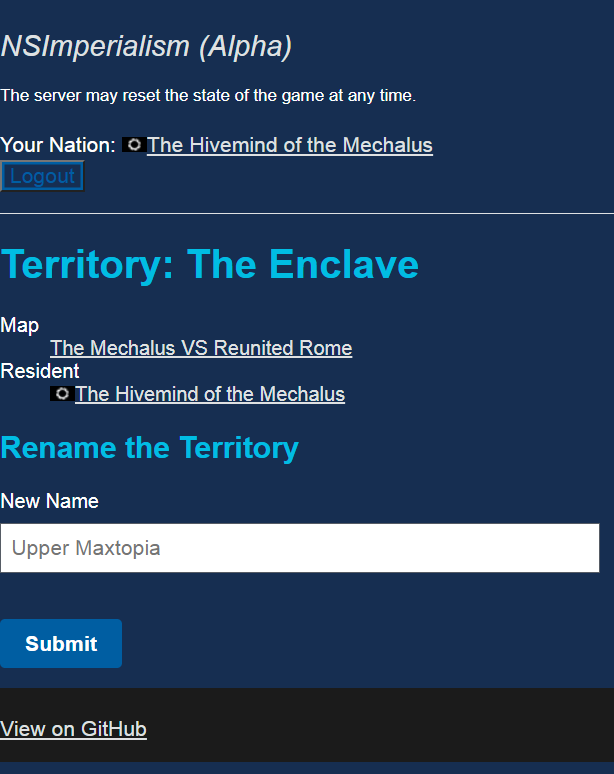 NSImperialism (Alpha)
The server may reset the state of the game at any time.
Your Nation: The Hivemind of the Mechalus
Logout
Territory: The Enclave
Map
The Mechalus VS Reunited Rome
Resident
The Hivemind of the Mechalus
Rename the Territory
New Name
Upper Maxtopia
Submit
View on GitHub